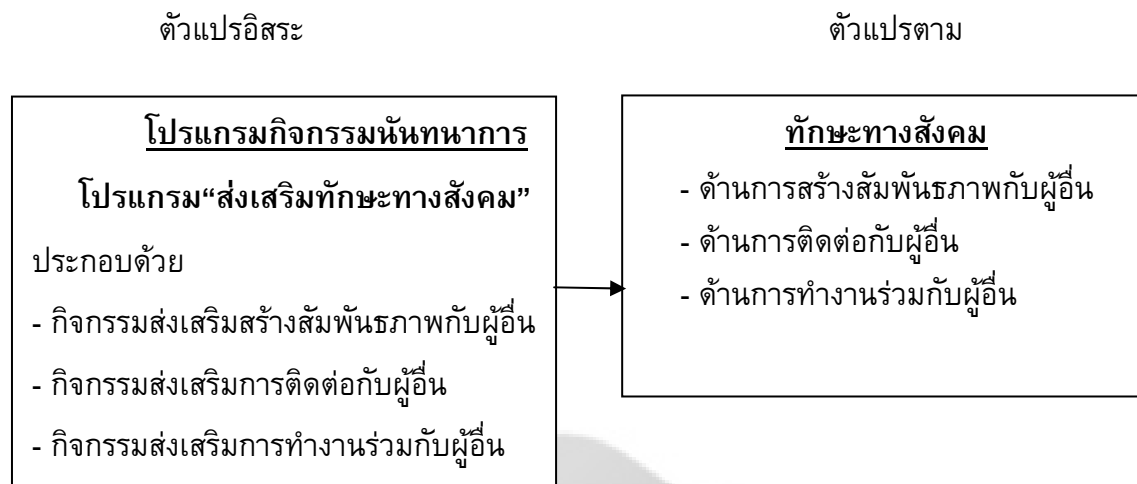 ตัวแปรอิสระ
ตัวแปรตาม
โปรแกรมกิจกรรมนันทนาการ
โปรแกรม“ส่งเสริมทักษะทางสังคม”
ประกอบด้วย
- กิจกรรมส่งเสริมสร้างสัมพันธภาพกับผู้อื่น
- กิจกรรมส่งเสริมการติดต่อกับผู้อื่น
- กิจกรรมส่งเสริมการทำงานร่วมกับผู้อื่น
ทักษะทางสังคม
- ด้านการสร้างสัมพันธภาพกับผู้อื่น
- ด้านการติดต่อกับผู้อื่น
- ด้านการทำงานร่วมกับผู้อื่น